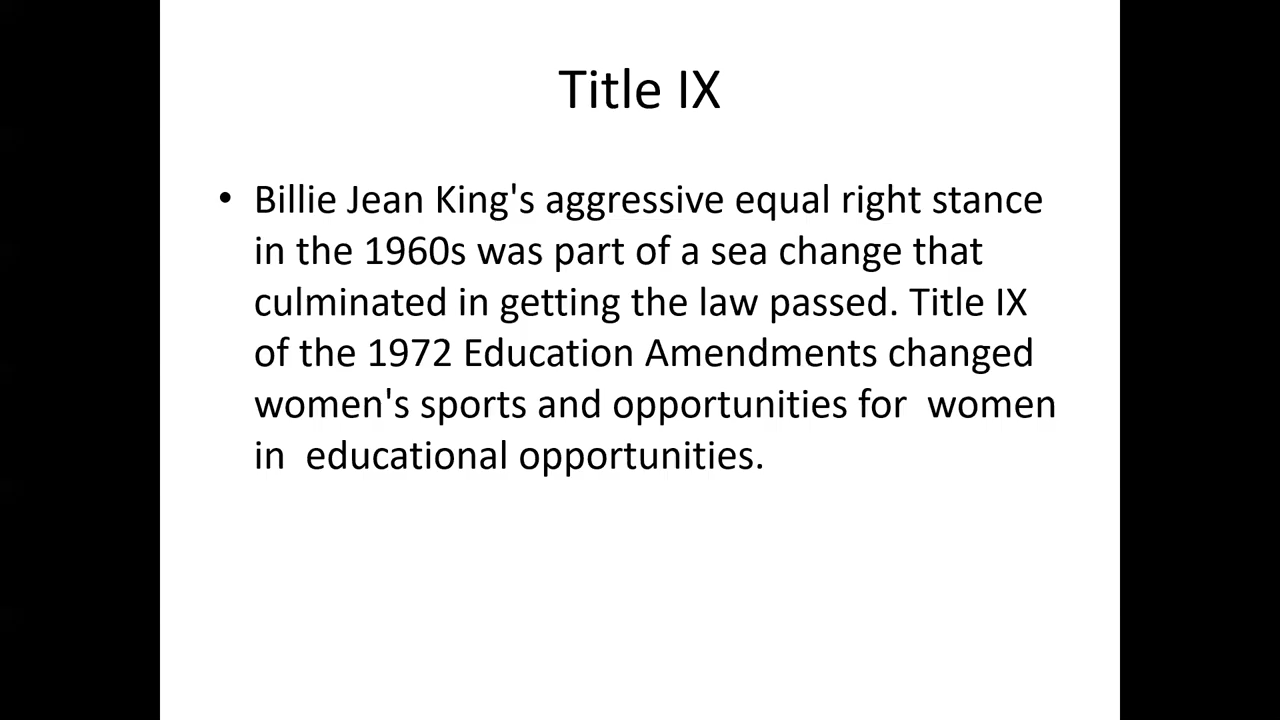 Title IX
• Billie Jean King's aggressive equal right stance
in the 1960s was part of a sea change that
culminated in getting the law passed. Title IX
of the 1972 Education Amendments changed
women's sports and opportunities for  women
in  educational opportunities.